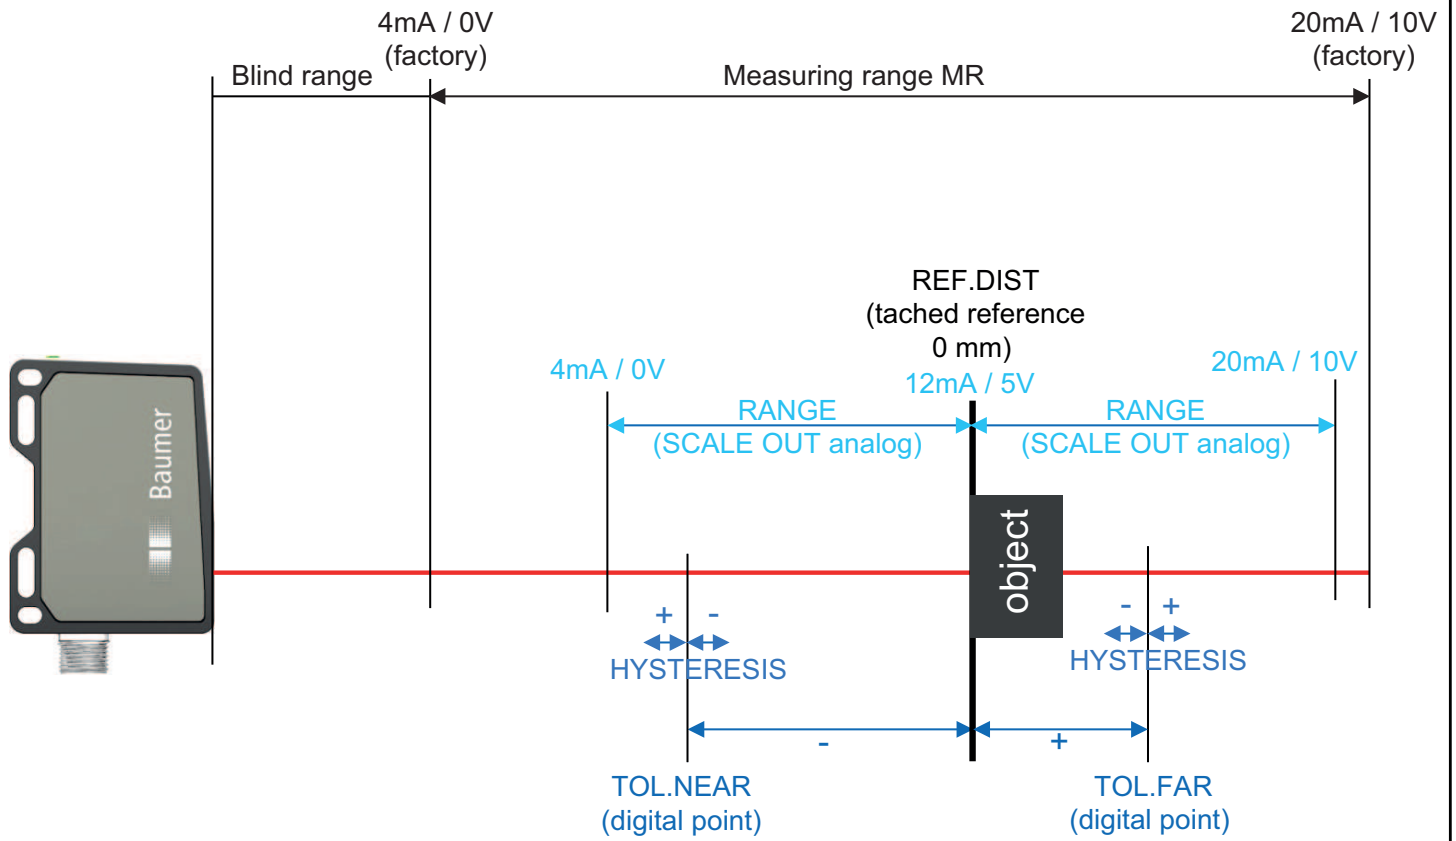 4mA / 0V
(factory)
20mA / 10V
(factory)
Blind range
Measuring range MR
REF.DIST
(tached reference
0 mm)
4mA / 0V
12mA / 5V
20mA / 10V
RANGE
(SCALE OUT analog)
RANGE
(SCALE OUT analog)
Baumer
object
+ -
HYSTERESIS
- +
HYSTERESIS
-
+
TOL.NEAR
(digital point)
TOL.FAR
(digital point)